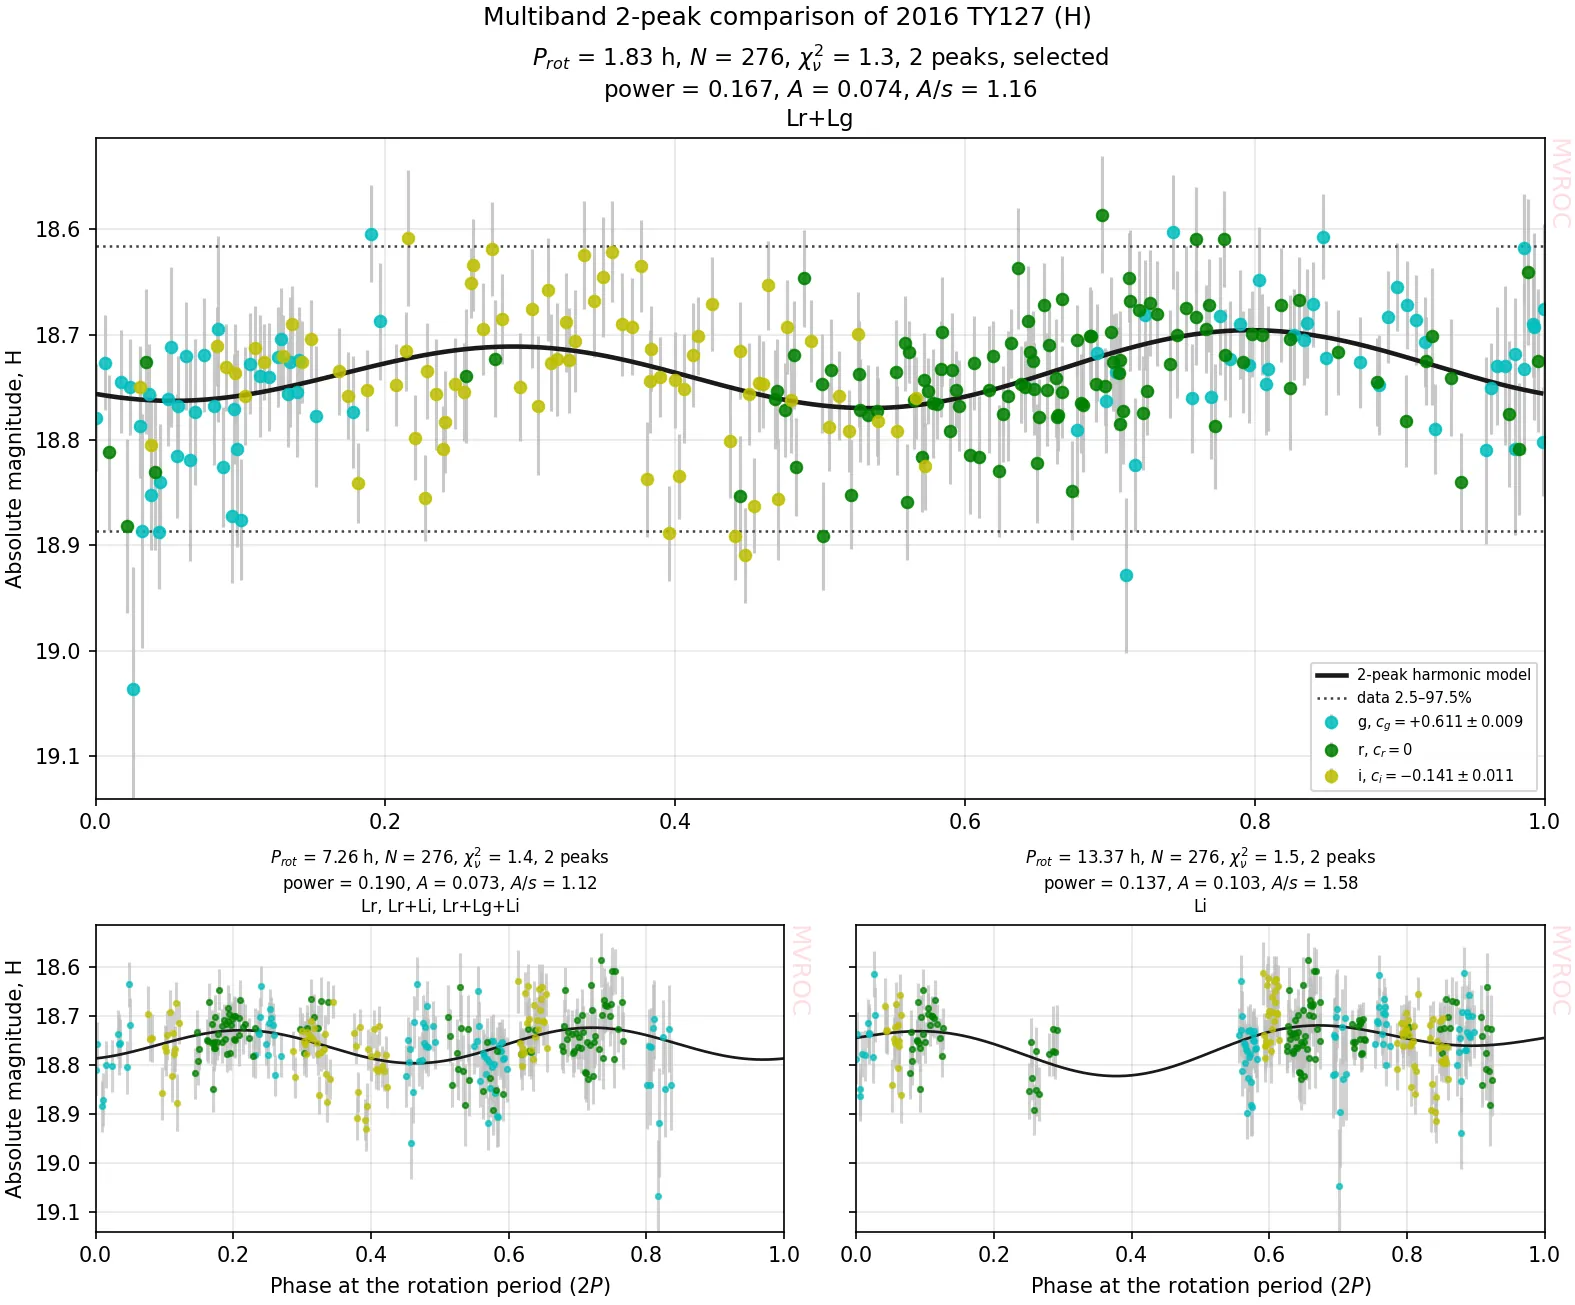 Multiband 2-peak comparison of 2016 TY127 (H)
P_rot = 1.83 h, N = 276, χ²_ν = 1.3, 2 peaks, selected
power = 0.167, A = 0.074, A/s = 1.16
Lr+Lg
MVROC
Absolute magnitude, H
18.6
18.7
18.8
18.9
19.0
19.1
2-peak harmonic model
data 2.5–97.5%
g, c_g = +0.611 ± 0.009
r, c_r = 0
i, c_i = −0.141 ± 0.011
0.0 0.2 0.4 0.6 0.8 1.0
P_rot = 7.26 h, N = 276, χ²_ν = 1.4, 2 peaks
power = 0.190, A = 0.073, A/s = 1.12
Lr, Lr+Li, Lr+Lg+Li
MVROC
Absolute magnitude, H
18.6
18.7
18.8
18.9
19.0
19.1
0.0 0.2 0.4 0.6 0.8 1.0
Phase at the rotation period (2P)
P_rot = 13.37 h, N = 276, χ²_ν = 1.5, 2 peaks
power = 0.137, A = 0.103, A/s = 1.58
Li
MVROC
0.0 0.2 0.4 0.6 0.8 1.0
Phase at the rotation period (2P)